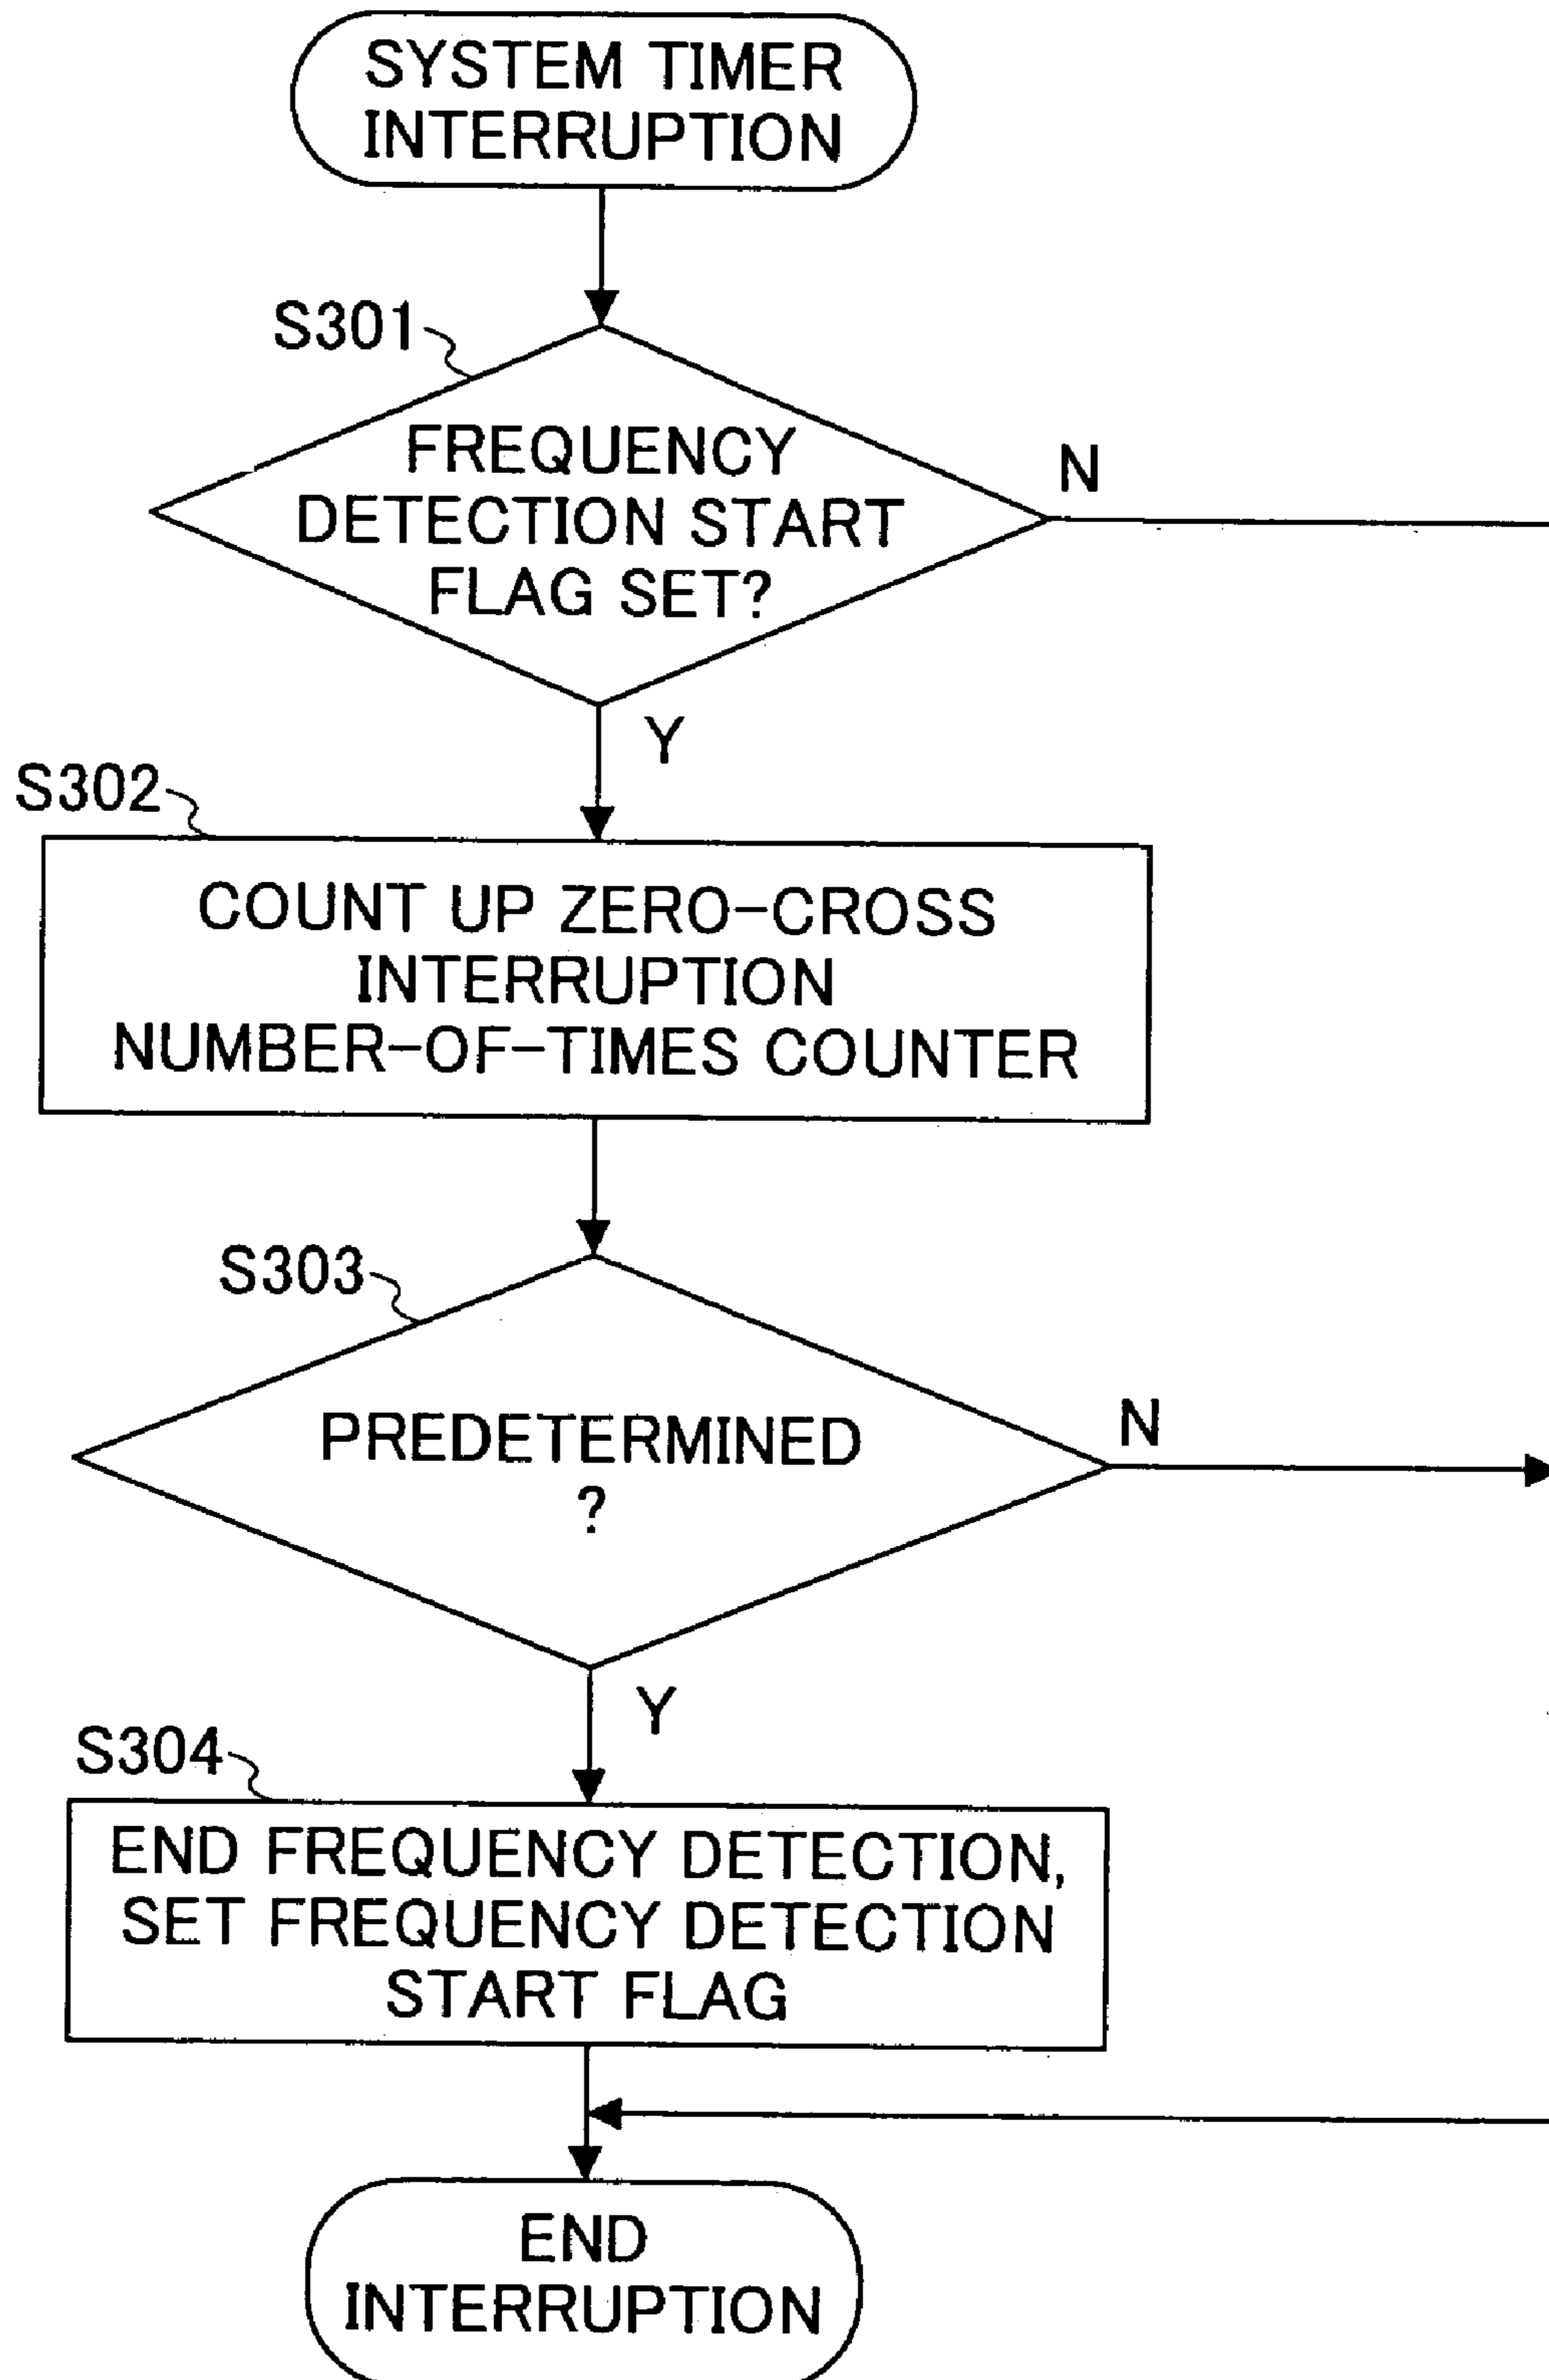 SYSTEM TIMER
INTERRUPTION
S301
FREQUENCY
DETECTION START
FLAG SET?
N
Y
S302
COUNT UP ZERO-CROSS
INTERRUPTION
NUMBER-OF-TIMES COUNTER
S303
PREDETERMINED
?
N
Y
S304
END FREQUENCY DETECTION,
SET FREQUENCY DETECTION
START FLAG
END
INTERRUPTION